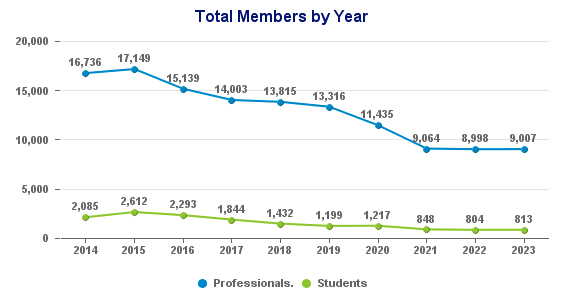 Total Members by Year
20,000
15,000
10,000
5,000
0
16,736 17,149 15,139 14,003 13,815 13,316 11,435 9,064 8,998 9,007
2,085 2,612 2,293 1,844 1,432 1,199 1,217 848 804 813
2014 2015 2016 2017 2018 2019 2020 2021 2022 2023
Professionals. Students